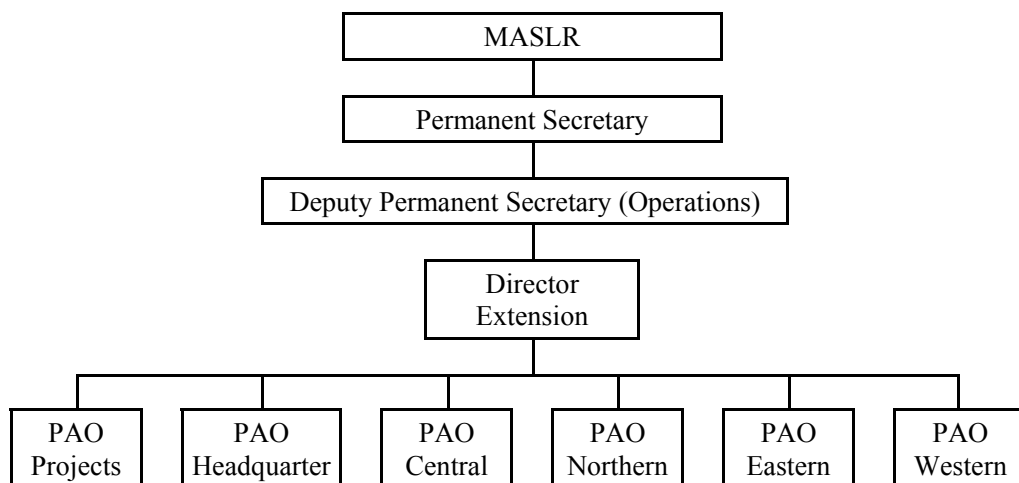 MASLR
Permanent Secretary
Deputy Permanent Secretary (Operations)
Director
Extension
PAO
Projects
PAO
Headquarter
PAO
Central
PAO
Northern
PAO
Eastern
PAO
Western